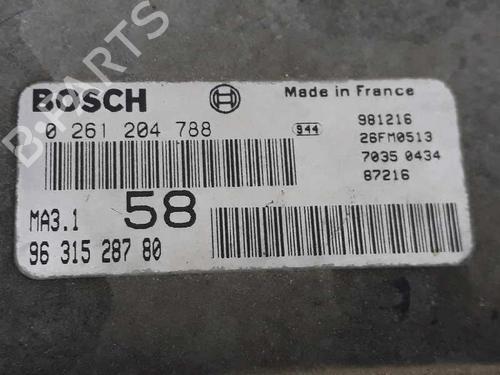 B-PARTS
BOSCH
Made in France
0 261 204 788
944
981216
26FM0513
7035 0434
87216
MA3.1
58
96 315 287 80